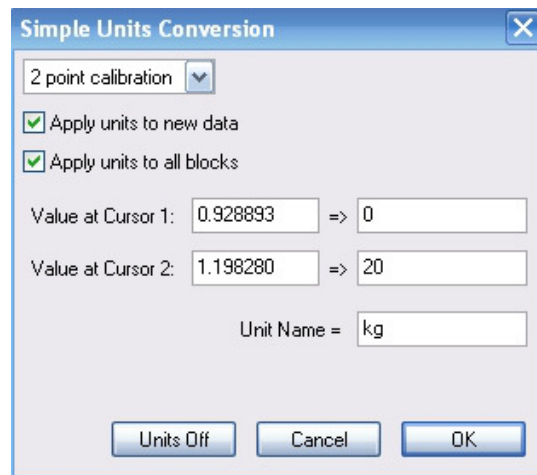 Simple Units Conversion
2 point calibration
Apply units to new data
Apply units to all blocks
Value at Cursor 1: 0.928893 => 0
Value at Cursor 2: 1.198280 => 20
Unit Name = kg
Units Off Cancel OK